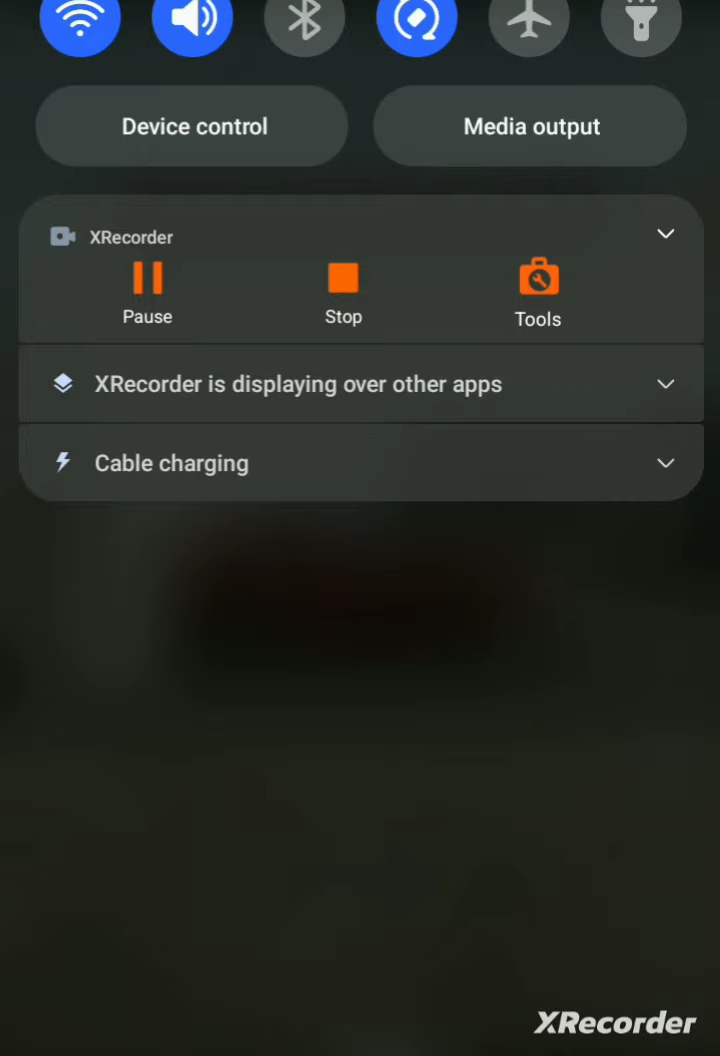 Device control
Media output
XRecorder
Pause
Stop
Tools
XRecorder is displaying over other apps
Cable charging
XRecorder